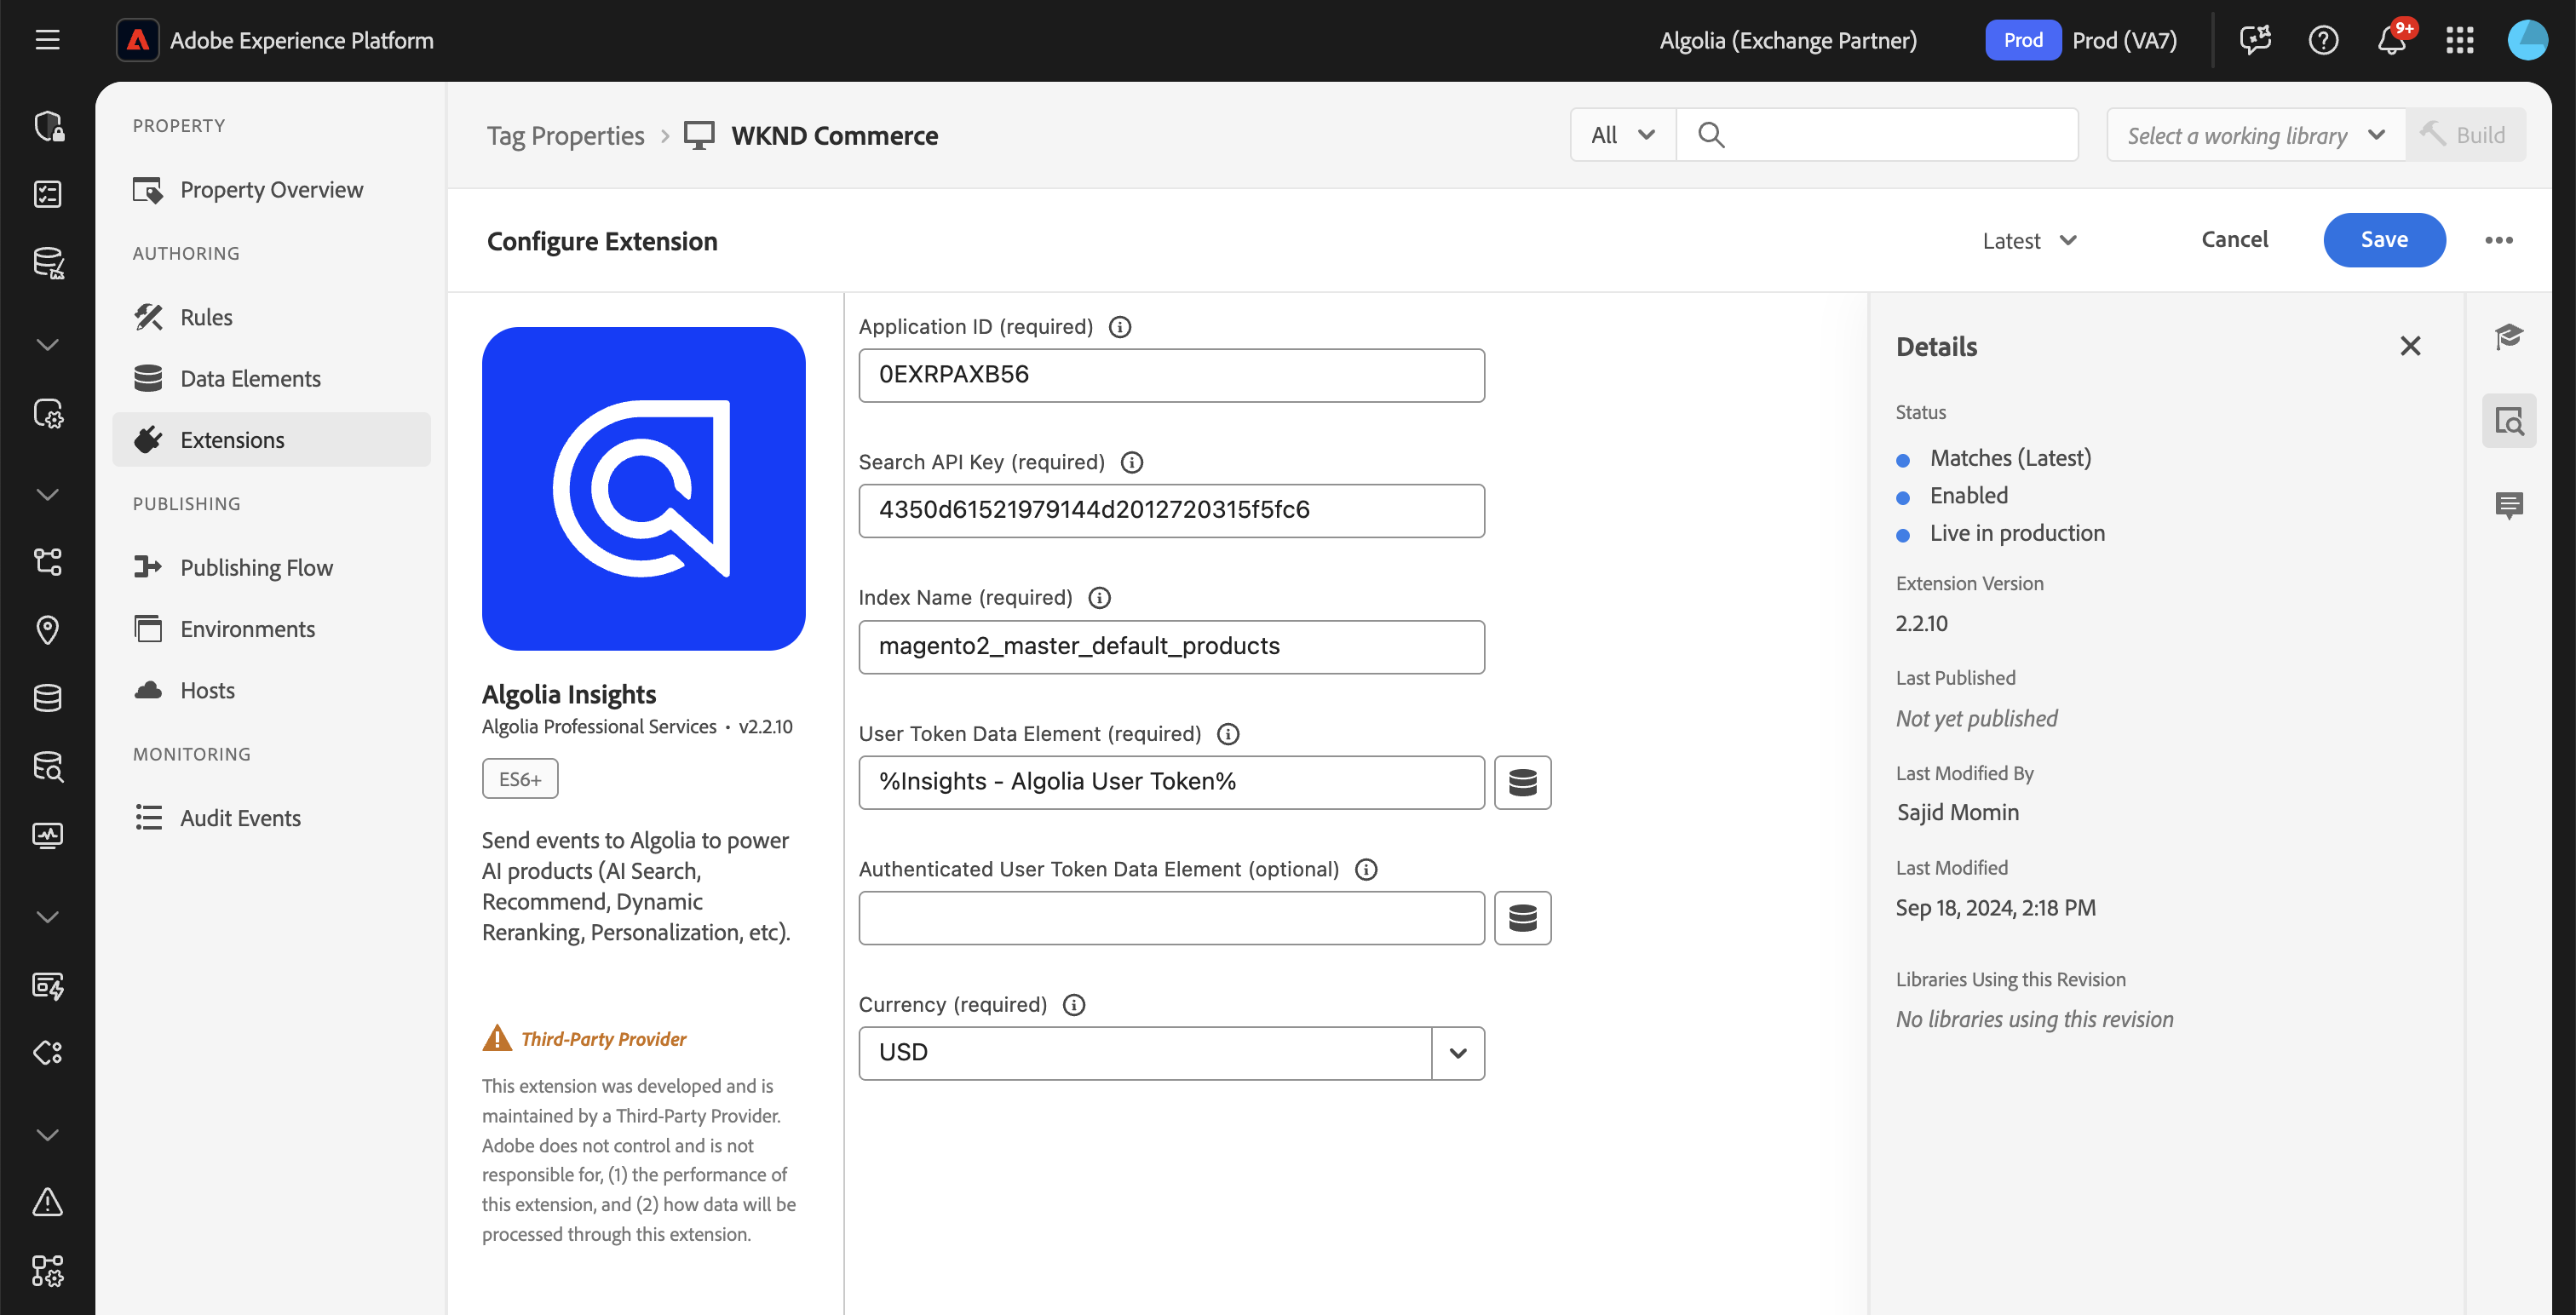 Adobe Experience Platform
Algolia (Exchange Partner)
Prod
Prod (VA7)
9+
PROPERTY
Property Overview
AUTHORING
Rules
Data Elements
Extensions
PUBLISHING
Publishing Flow
Environments
Hosts
MONITORING
Audit Events
Tag Properties
WKND Commerce
All
Select a working library
Build
Configure Extension
Latest
Cancel
Save
Algolia Insights
Algolia Professional Services • v2.2.10
ES6+
Send events to Algolia to power
AI products (AI Search,
Recommend, Dynamic
Reranking, Personalization, etc).
Third-Party Provider
This extension was developed and is
maintained by a Third-Party Provider.
Adobe does not control and is not
responsible for, (1) the performance of
this extension, and (2) how data will be
processed through this extension.
Application ID (required)
0EXRPAXB56
Search API Key (required)
4350d61521979144d2012720315f5fc6
Index Name (required)
magento2_master_default_products
User Token Data Element (required)
%Insights - Algolia User Token%
Authenticated User Token Data Element (optional)
Currency (required)
USD
Details
Status
Matches (Latest)
Enabled
Live in production
Extension Version
2.2.10
Last Published
Not yet published
Last Modified By
Sajid Momin
Last Modified
Sep 18, 2024, 2:18 PM
Libraries Using this Revision
No libraries using this revision